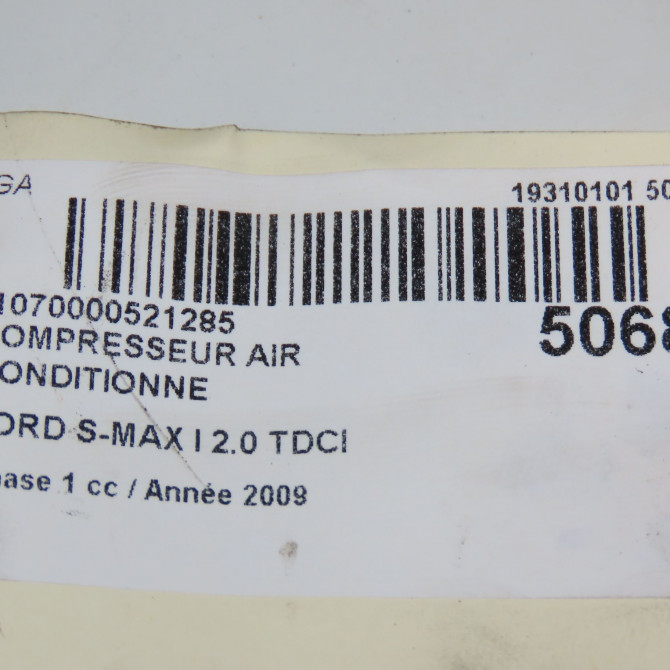 GA
19310101 50
1070000521285
5068
OMPRESSEUR AIR
ONDITIONNE
ORD S-MAX I 2.0 TDCI
ase 1 cc / Année 2009